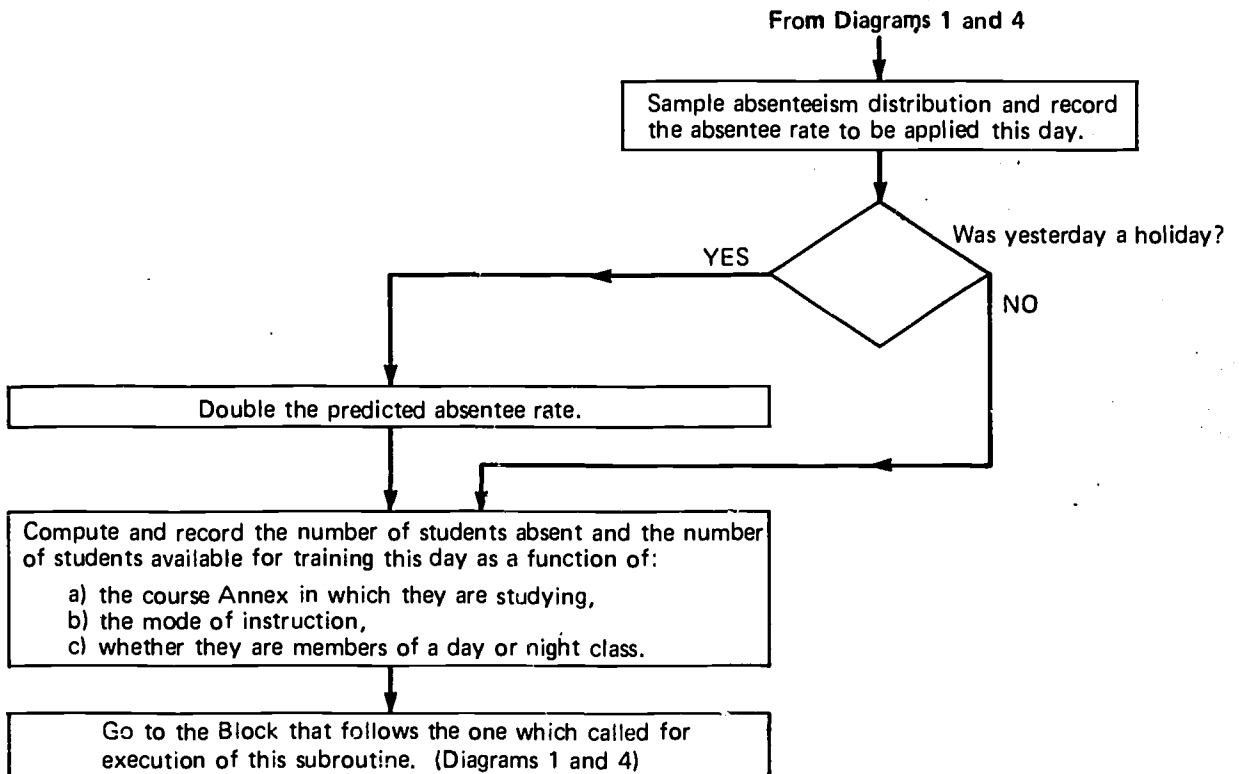 From Diagrams 1 and 4
Sample absenteeism distribution and record
the absentee rate to be applied this day.
Was yesterday a holiday?
YES
NO
Double the predicted absentee rate.
Compute and record the number of students absent and the number
of students available for training this day as a function of:
a) the course Annex in which they are studying,
b) the mode of instruction,
c) whether they are members of a day or night class.
Go to the Block that follows the one which called for
execution of this subroutine. (Diagrams 1 and 4)